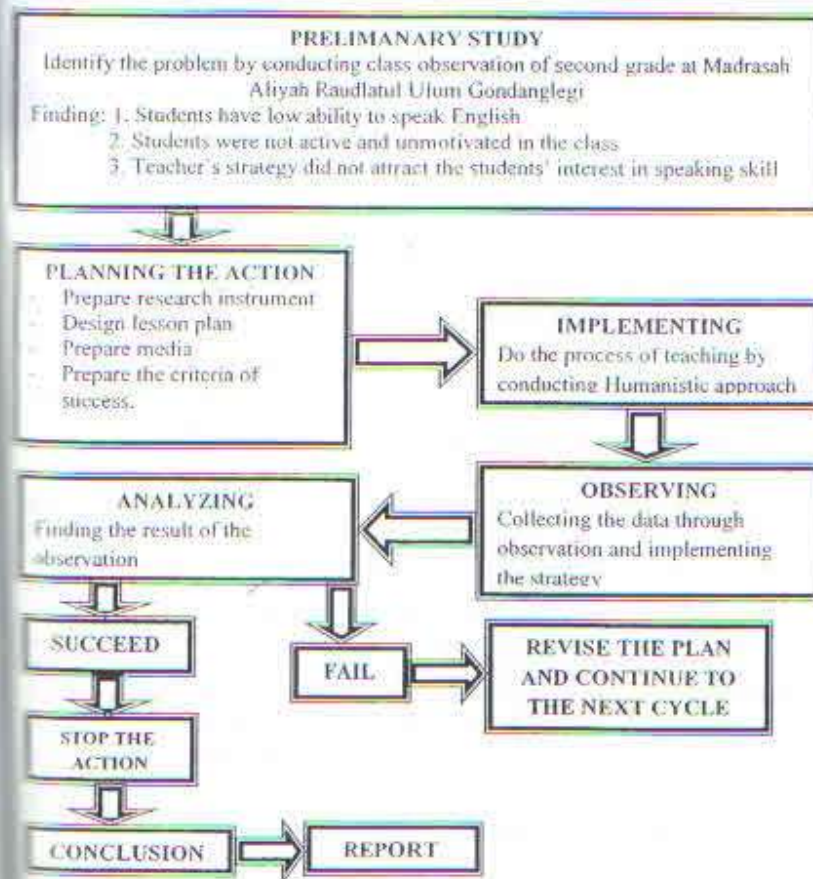 PRELIMANARY STUDY
Identify the problem by conducting class observation of second grade at Madrasah
Aliyah Raudlatul Ulum Gondanglegi
Finding: 1. Students have low ability to speak English
2. Students were not active and unmotivated in the class
3. Teacher's strategy did not attract the students' interest in speaking skill
PLANNING THE ACTION
- Prepare research instrument
- Design lesson plan
- Prepare media
- Prepare the criteria of
success.
IMPLEMENTING
Do the process of teaching by
conducting Humanistic approach
ANALYZING
Finding the result of the
observation
OBSERVING
Collecting the data through
observation and implementing
the strategy
SUCCEED
FAIL
REVISE THE PLAN
AND CONTINUE TO
THE NEXT CYCLE
STOP THE
ACTION
CONCLUSION
REPORT